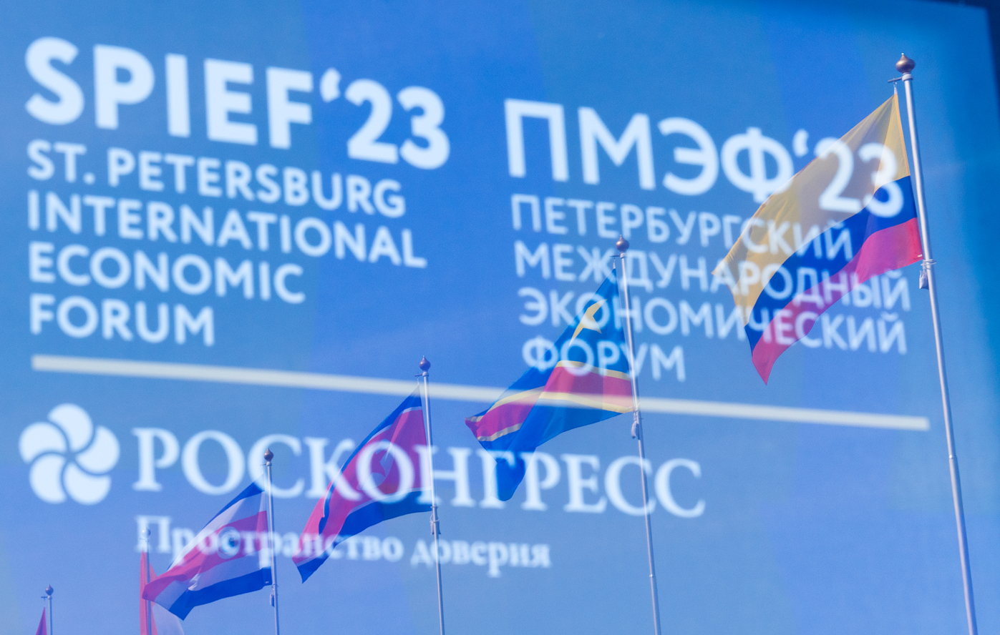 SPIEF‘23
ST. PETERSBURG
INTERNATIONAL
ECONOMIC
FORUM
ПМЭФ‘23
ПЕТЕРБУРГСКИЙ
МЕЖДУНАРОДНЫЙ
ЭКОНОМИЧЕСКИЙ
ФОРУМ
РОСКОНГРЕСС
Пространство доверия